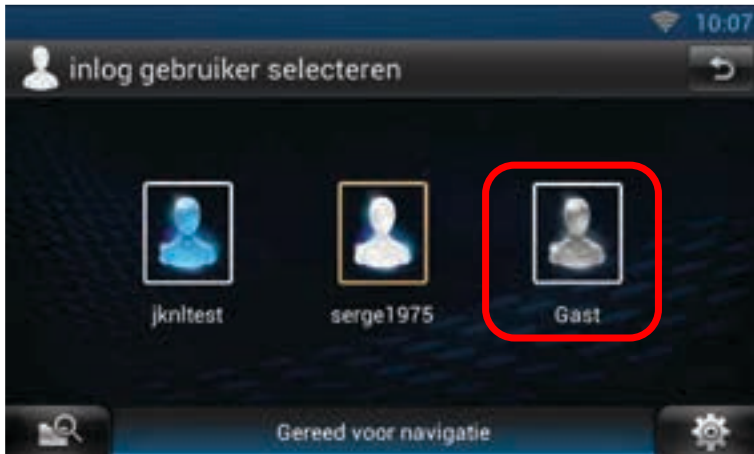 10:07
inlog gebruiker selecteren
jknltest
serge1975
Gast
Gereed voor navigatie